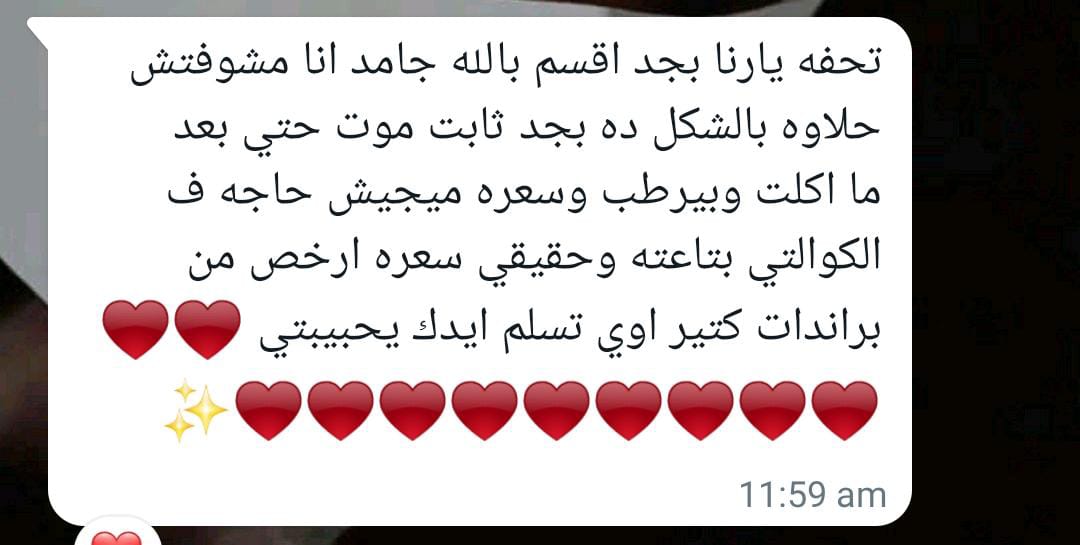 تحفه يارنا بجد اقسم بالله جامد انا مشوفتش
حلاوه بالشكل ده بجد ثابت موت حتي بعد
ما اكلت وبيرطب وسعره ميجيش حاجه ف
الكوالتي بتاعته وحقيقي سعره ارخص من
براندات كتير اوي تسلم ايدك يحبيبتي ❤️❤️
❤️❤️❤️❤️❤️❤️❤️❤️❤️✨
11:59 am